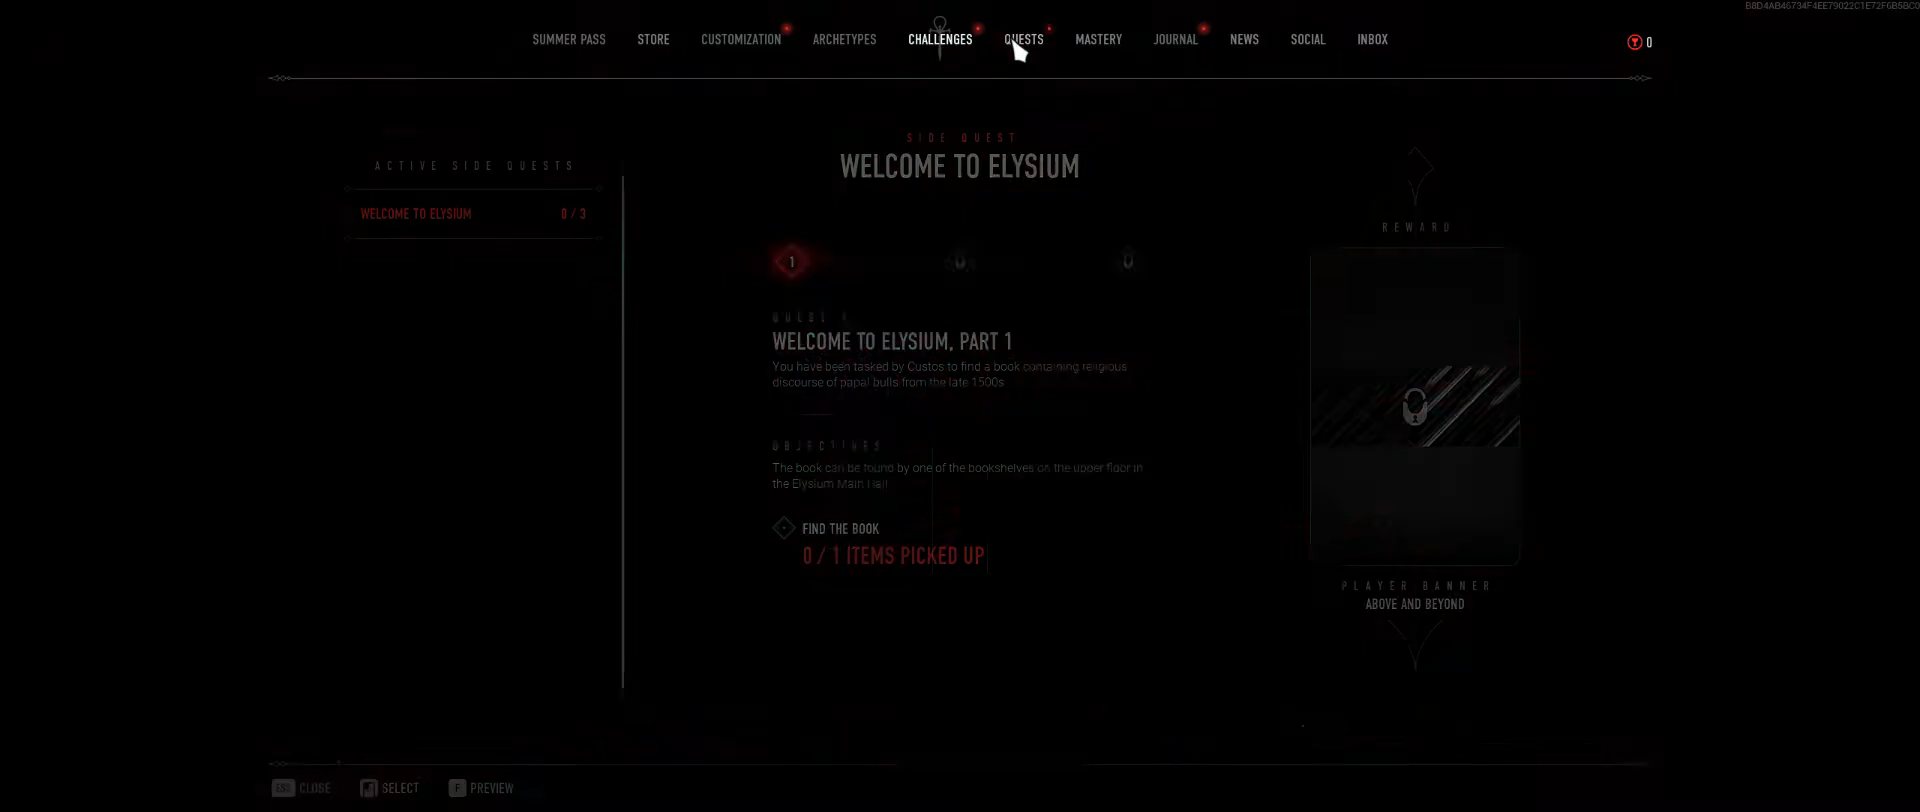 B8D4AB46734F4EE79022C1E72F6B5BC0
SUMMER PASS STORE CUSTOMIZATION ARCHETYPES CHALLENGES QUESTS MASTERY JOURNAL NEWS SOCIAL INBOX
0
SIDE QUEST
WELCOME TO ELYSIUM
ACTIVE SIDE QUESTS
WELCOME TO ELYSIUM 0 / 3
1
REWARD
WELCOME TO ELYSIUM, PART 1
You have been tasked by Custos to find a book containing religious
discourse of papal bulls from the late 1500s
OBJECTIVES
The book can be found by one of the bookshelves on the upper floor in
the Elysium Main Hall
FIND THE BOOK
0 / 1 ITEMS PICKED UP
PLAYER BANNER
ABOVE AND BEYOND
ESC CLOSE SELECT F PREVIEW